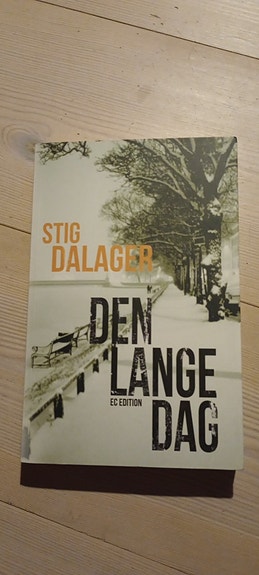 STIG
DALAGER
DEN
LANGE
EC EDITION
DAG